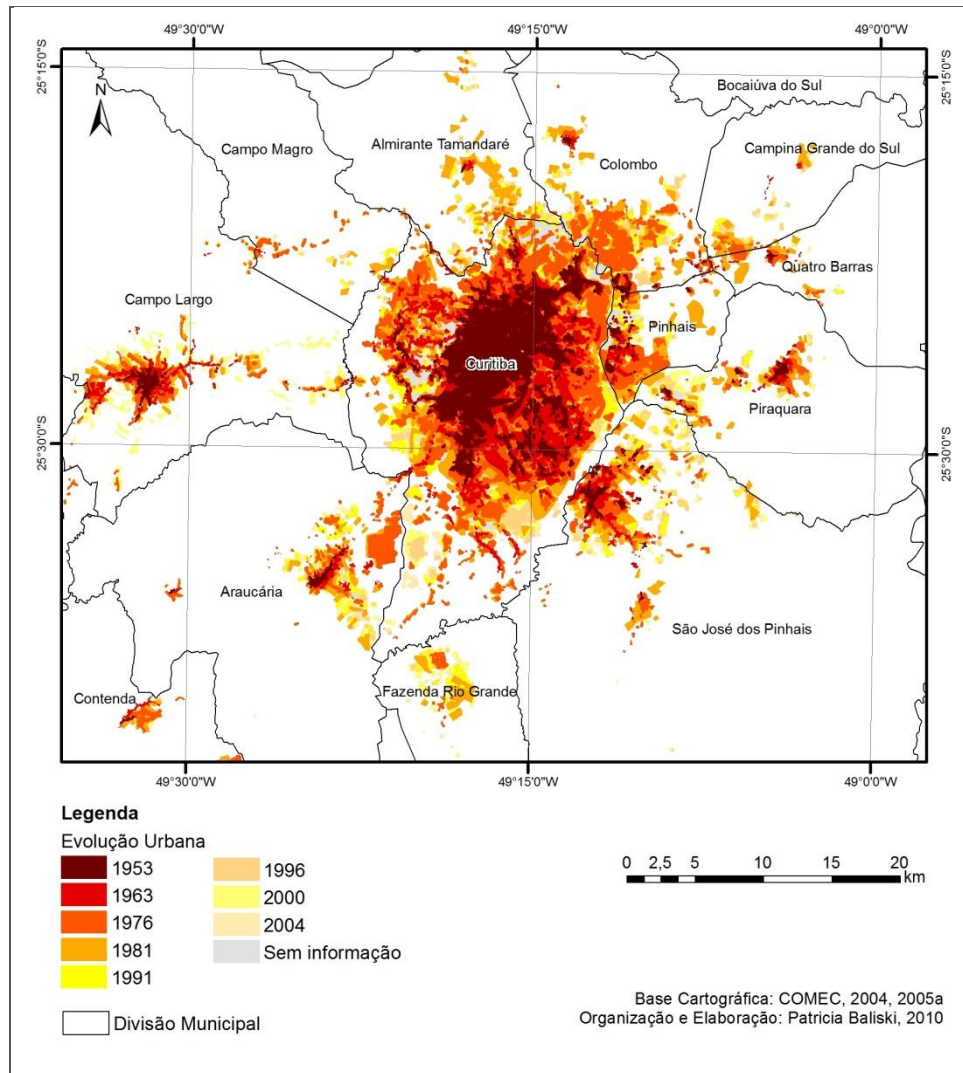 49°30'0"W 49°15'0"W 49°0'0"W
25°15'0"S 25°15'0"S
N
Bocaiúva do Sul
Campo Magro
Almirante Tamandaré
Colombo
Campina Grande do Sul
Quatro Barras
Campo Largo
Pinhais
Curitiba
Piraquara
25°30'0"S 25°30'0"S
Araucária
São José dos Pinhais
Contenda
Fazenda Rio Grande
49°30'0"W 49°15'0"W 49°0'0"W
Legenda
Evolução Urbana
1953
1963
1976
1981
1991
1996
2000
2004
Sem informação
Divisão Municipal
0 2,5 5 10 15 20
km
Base Cartográfica: COMEC, 2004, 2005a
Organização e Elaboração: Patricia Baliski, 2010